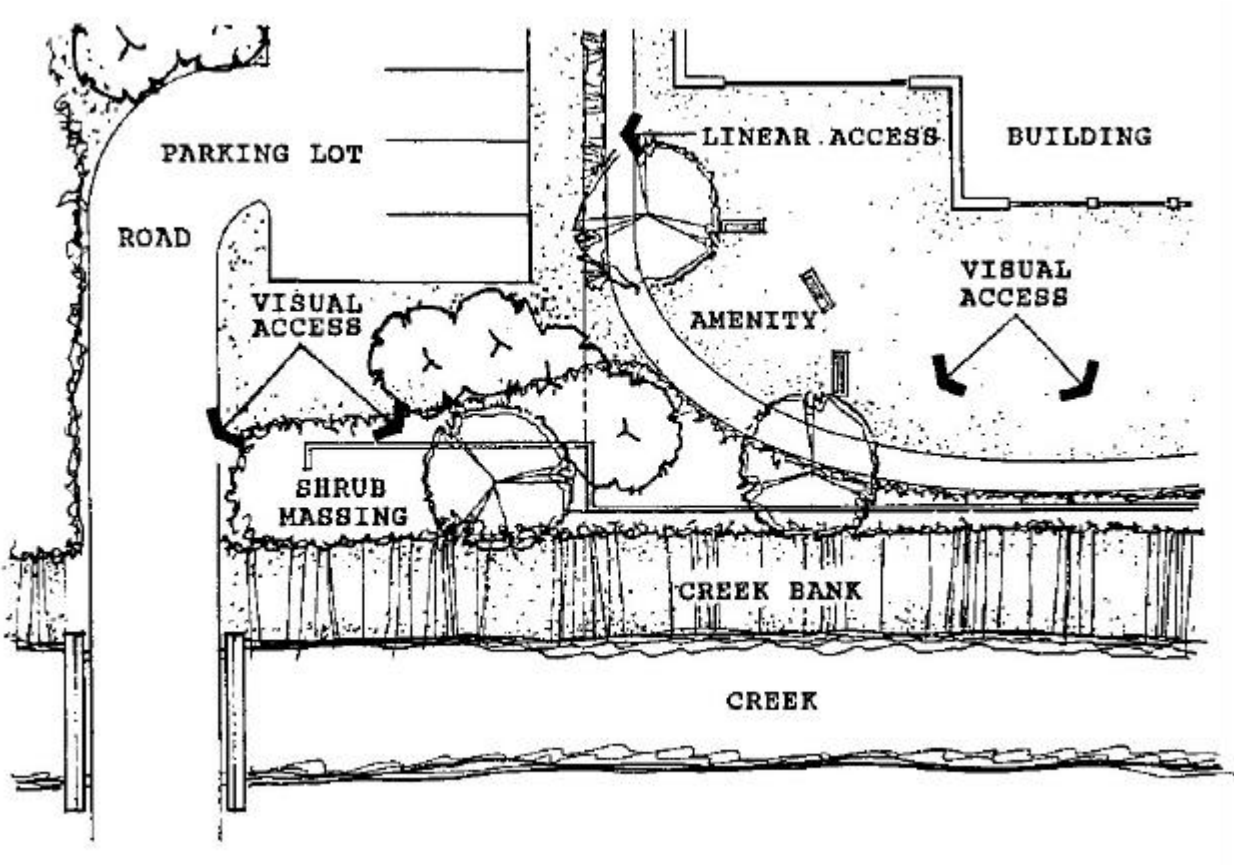 LINEAR ACCESS
BUILDING
PARKING LOT
ROAD
VISUAL
ACCESS
VISUAL
ACCESS
AMENITY
SHRUB
MASSING
CREEK BANK
CREEK